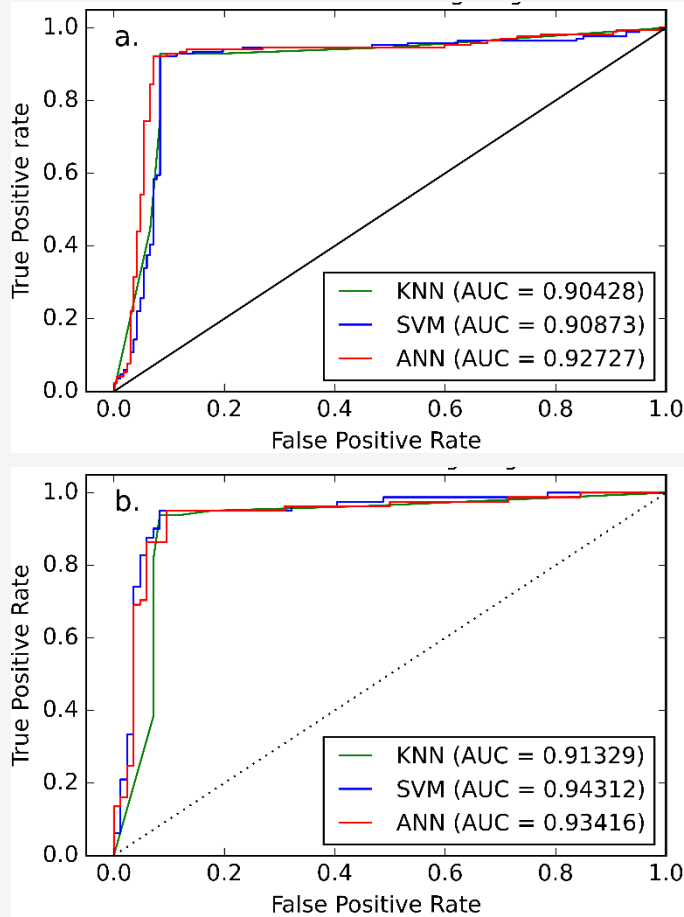 a.
1.0
0.8
0.6
0.4
0.2
0.0
True Positive rate
KNN (AUC = 0.90428)
SVM (AUC = 0.90873)
ANN (AUC = 0.92727)
0.0 0.2 0.4 0.6 0.8 1.0
False Positive Rate
b.
1.0
0.8
0.6
0.4
0.2
0.0
True Positive Rate
KNN (AUC = 0.91329)
SVM (AUC = 0.94312)
ANN (AUC = 0.93416)
0.0 0.2 0.4 0.6 0.8 1.0
False Positive Rate